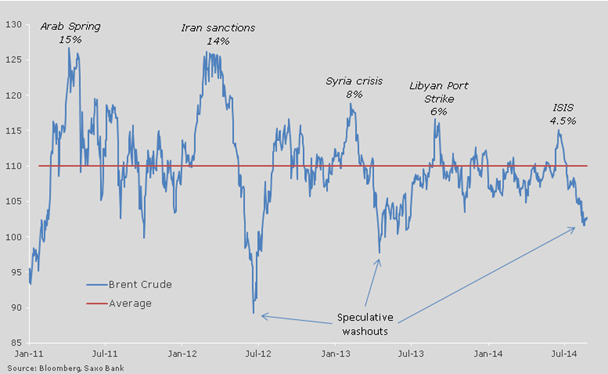 130
125
120
115
110
105
100
95
90
85
Arab Spring
15%
Iran sanctions
14%
Syria crisis
8%
Libyan Port
Strike
6%
ISIS
4.5%
Brent Crude
Average
Speculative
washouts
Jan-11
Jul-11
Jan-12
Jul-12
Jan-13
Jul-13
Jan-14
Jul-14
Source: Bloomberg, Saxo Bank